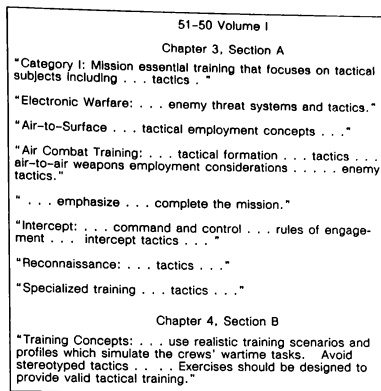 51-50 Volume I
Chapter 3, Section A
"Category I: Mission essential training that focuses on tactical
subjects including . . . tactics . "
"Electronic Warfare: . . . enemy threat systems and tactics."
"Air-to-Surface . . . tactical employment concepts . . ."
"Air Combat Training: . . . tactical formation . . . tactics . . .
air-to-air weapons employment considerations . . . . . enemy
tactics."
" . . . emphasize . . . complete the mission."
"Intercept: . . . command and control . . . rules of engage-
ment . . . intercept tactics . . . "
"Reconnaissance: . . . tactics . . ."
"Specialized training . . . tactics . . ."
Chapter 4, Section B
"Training Concepts: . . . use realistic training scenarios and
profiles which simulate the crews' wartime tasks. Avoid
stereotyped tactics . . . . Exercises should be designed to
provide valid tactical training."